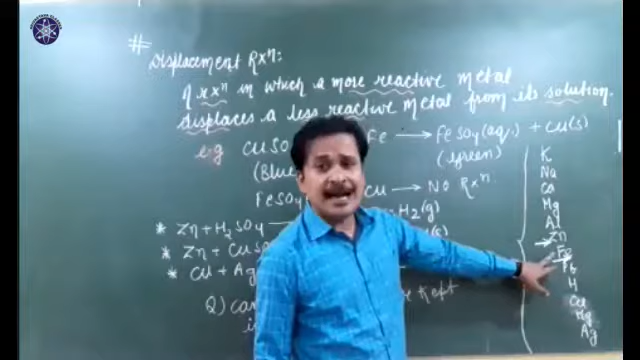 # Displacement Rxⁿ:
A rxⁿ in which a more reactive metal
displaces a less reactive metal from its solution.
e.g CuSO Fe → FeSO₄(aq.) + Cu(s)
(Blue (green)
FeSO₄ Cu → No Rxⁿ.
* Zn + H₂SO₄ → H₂(g)
* Zn + CuSO (s)
* Cu + Ag (s)
Q) can kept
K
Na
Ca
Mg
Al
Zn
Fe
Pb
H
Cu
Hg
Ag